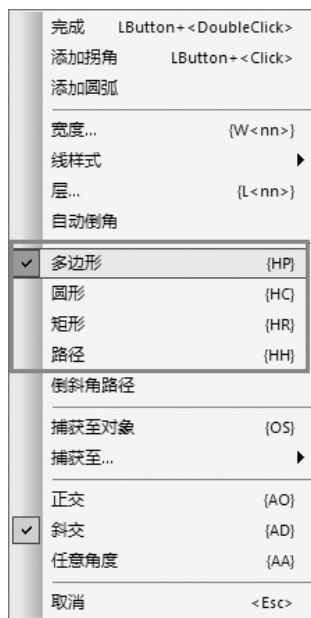 完成 LButton+<DoubleClick>
添加拐角 LButton+<Click>
添加圆弧
宽度... {W<nn>}
线样式
层... {L<nn>}
自动倒角
多边形 {HP}
圆形 {HC}
矩形 {HR}
路径 {HH}
倒斜角路径
捕获至对象 {OS}
捕获至...
正交 {AO}
斜交 {AD}
任意角度 {AA}
取消 <Esc>